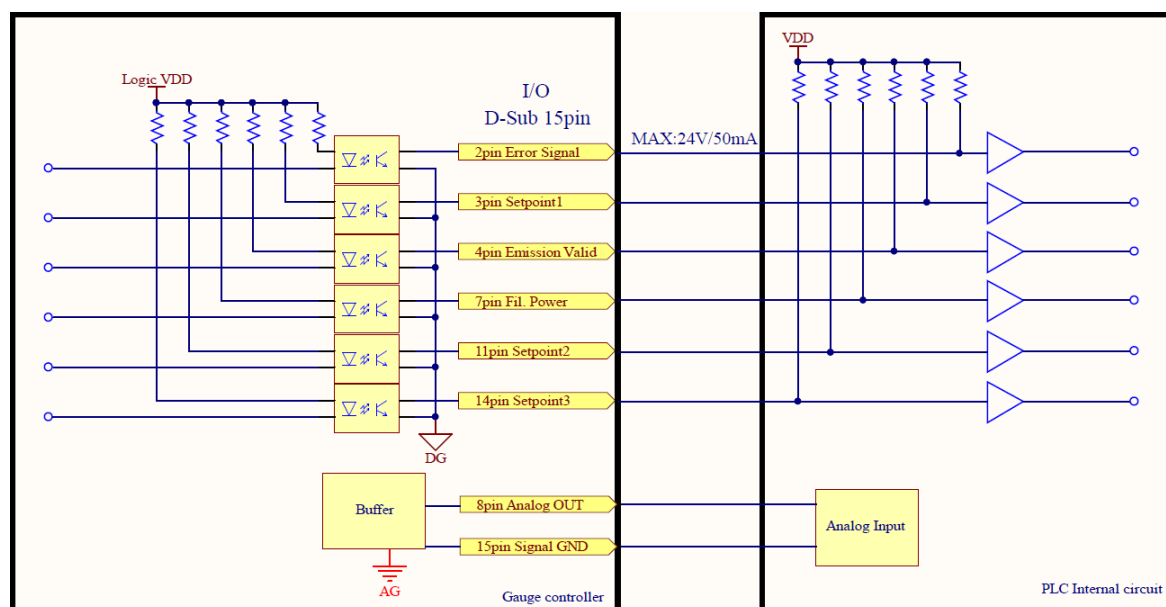 VDD
Logic VDD
I/O
D-Sub 15pin
MAX:24V/50mA
2pin Error Signal
3pin Setpoint1
4pin Emission Valid
7pin Fil. Power
11pin Setpoint2
14pin Setpoint3
DG
8pin Analog OUT
Buffer
Analog Input
15pin Signal GND
AG
Gauge controller
PLC Internal circuit